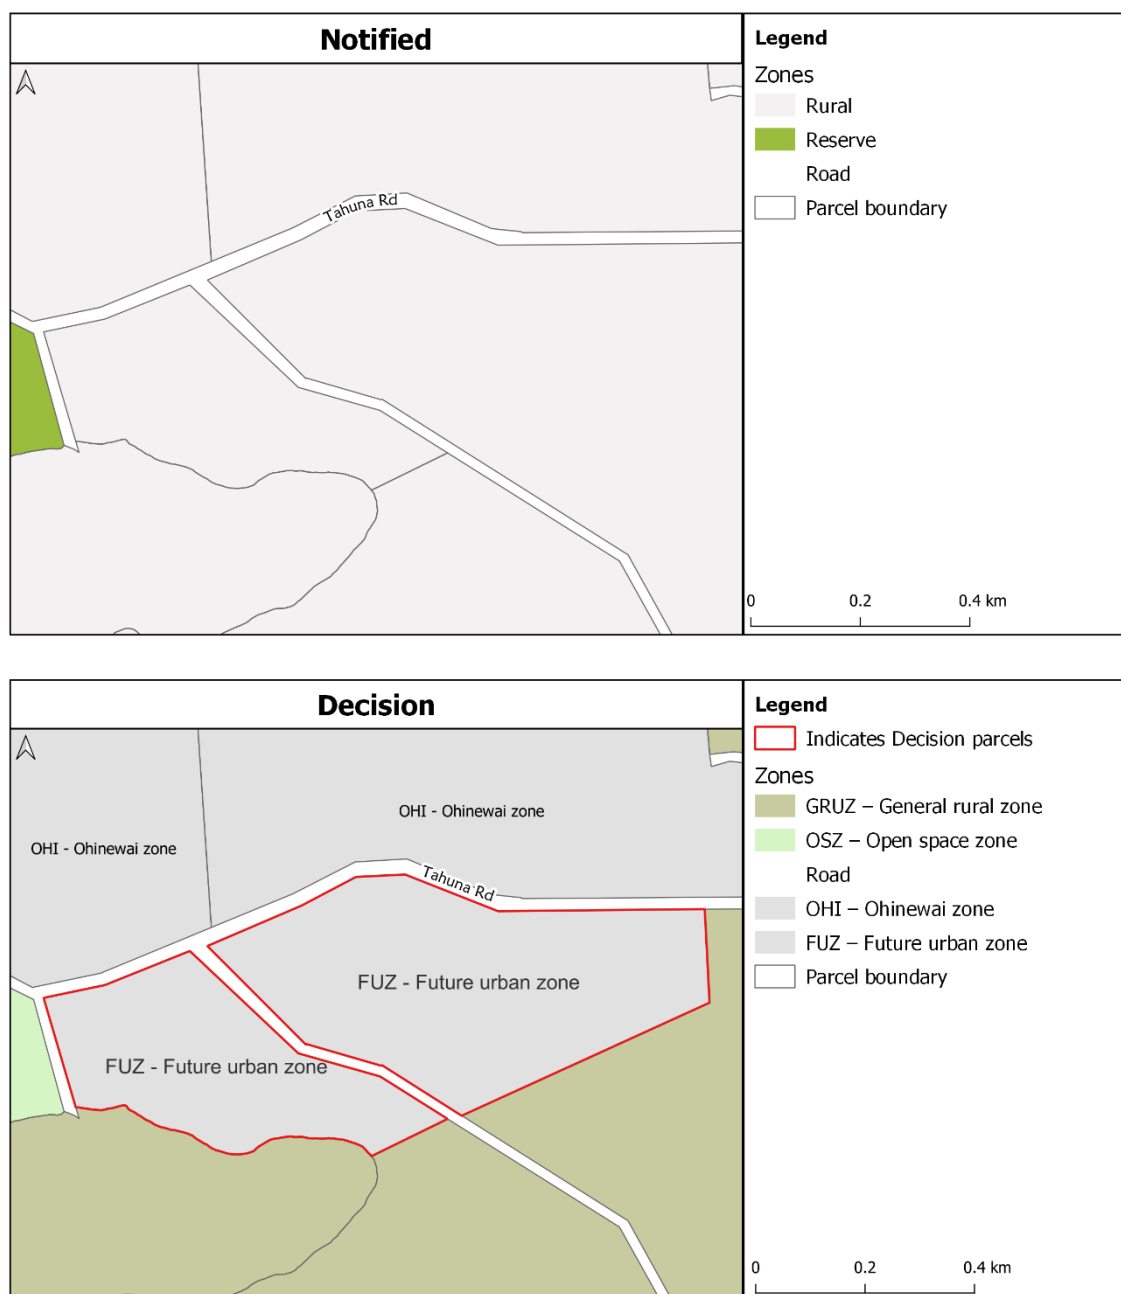 Notified
Tahuna Rd
Legend
Zones
Rural
Reserve
Road
Parcel boundary
0 0.2 0.4 km
Decision
OHI - Ohinewai zone
OHI - Ohinewai zone
Tahuna Rd
FUZ - Future urban zone
FUZ - Future urban zone
Legend
Indicates Decision parcels
Zones
GRUZ – General rural zone
OSZ – Open space zone
Road
OHI – Ohinewai zone
FUZ – Future urban zone
Parcel boundary
0 0.2 0.4 km